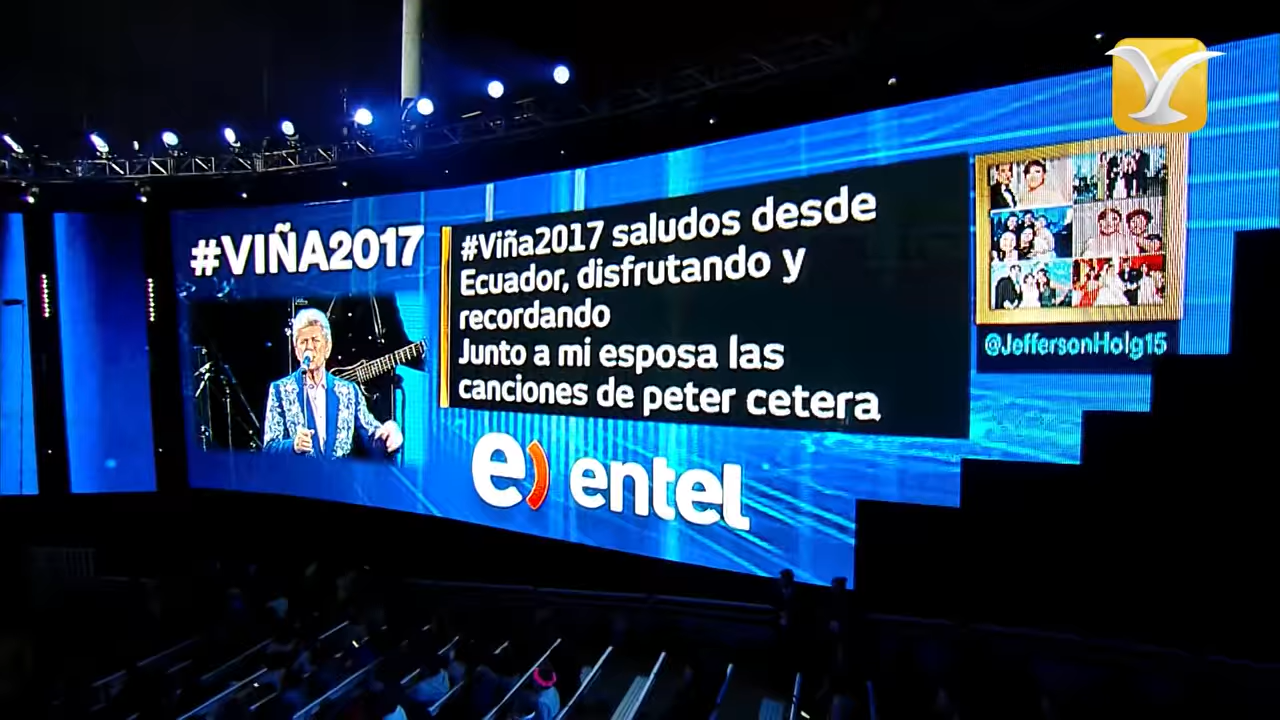 #VIÑA2017
#Viña2017 saludos desde
Ecuador, disfrutando y
recordando
Junto a mi esposa las
canciones de peter cetera
@JeffersonHolg15
e) entel